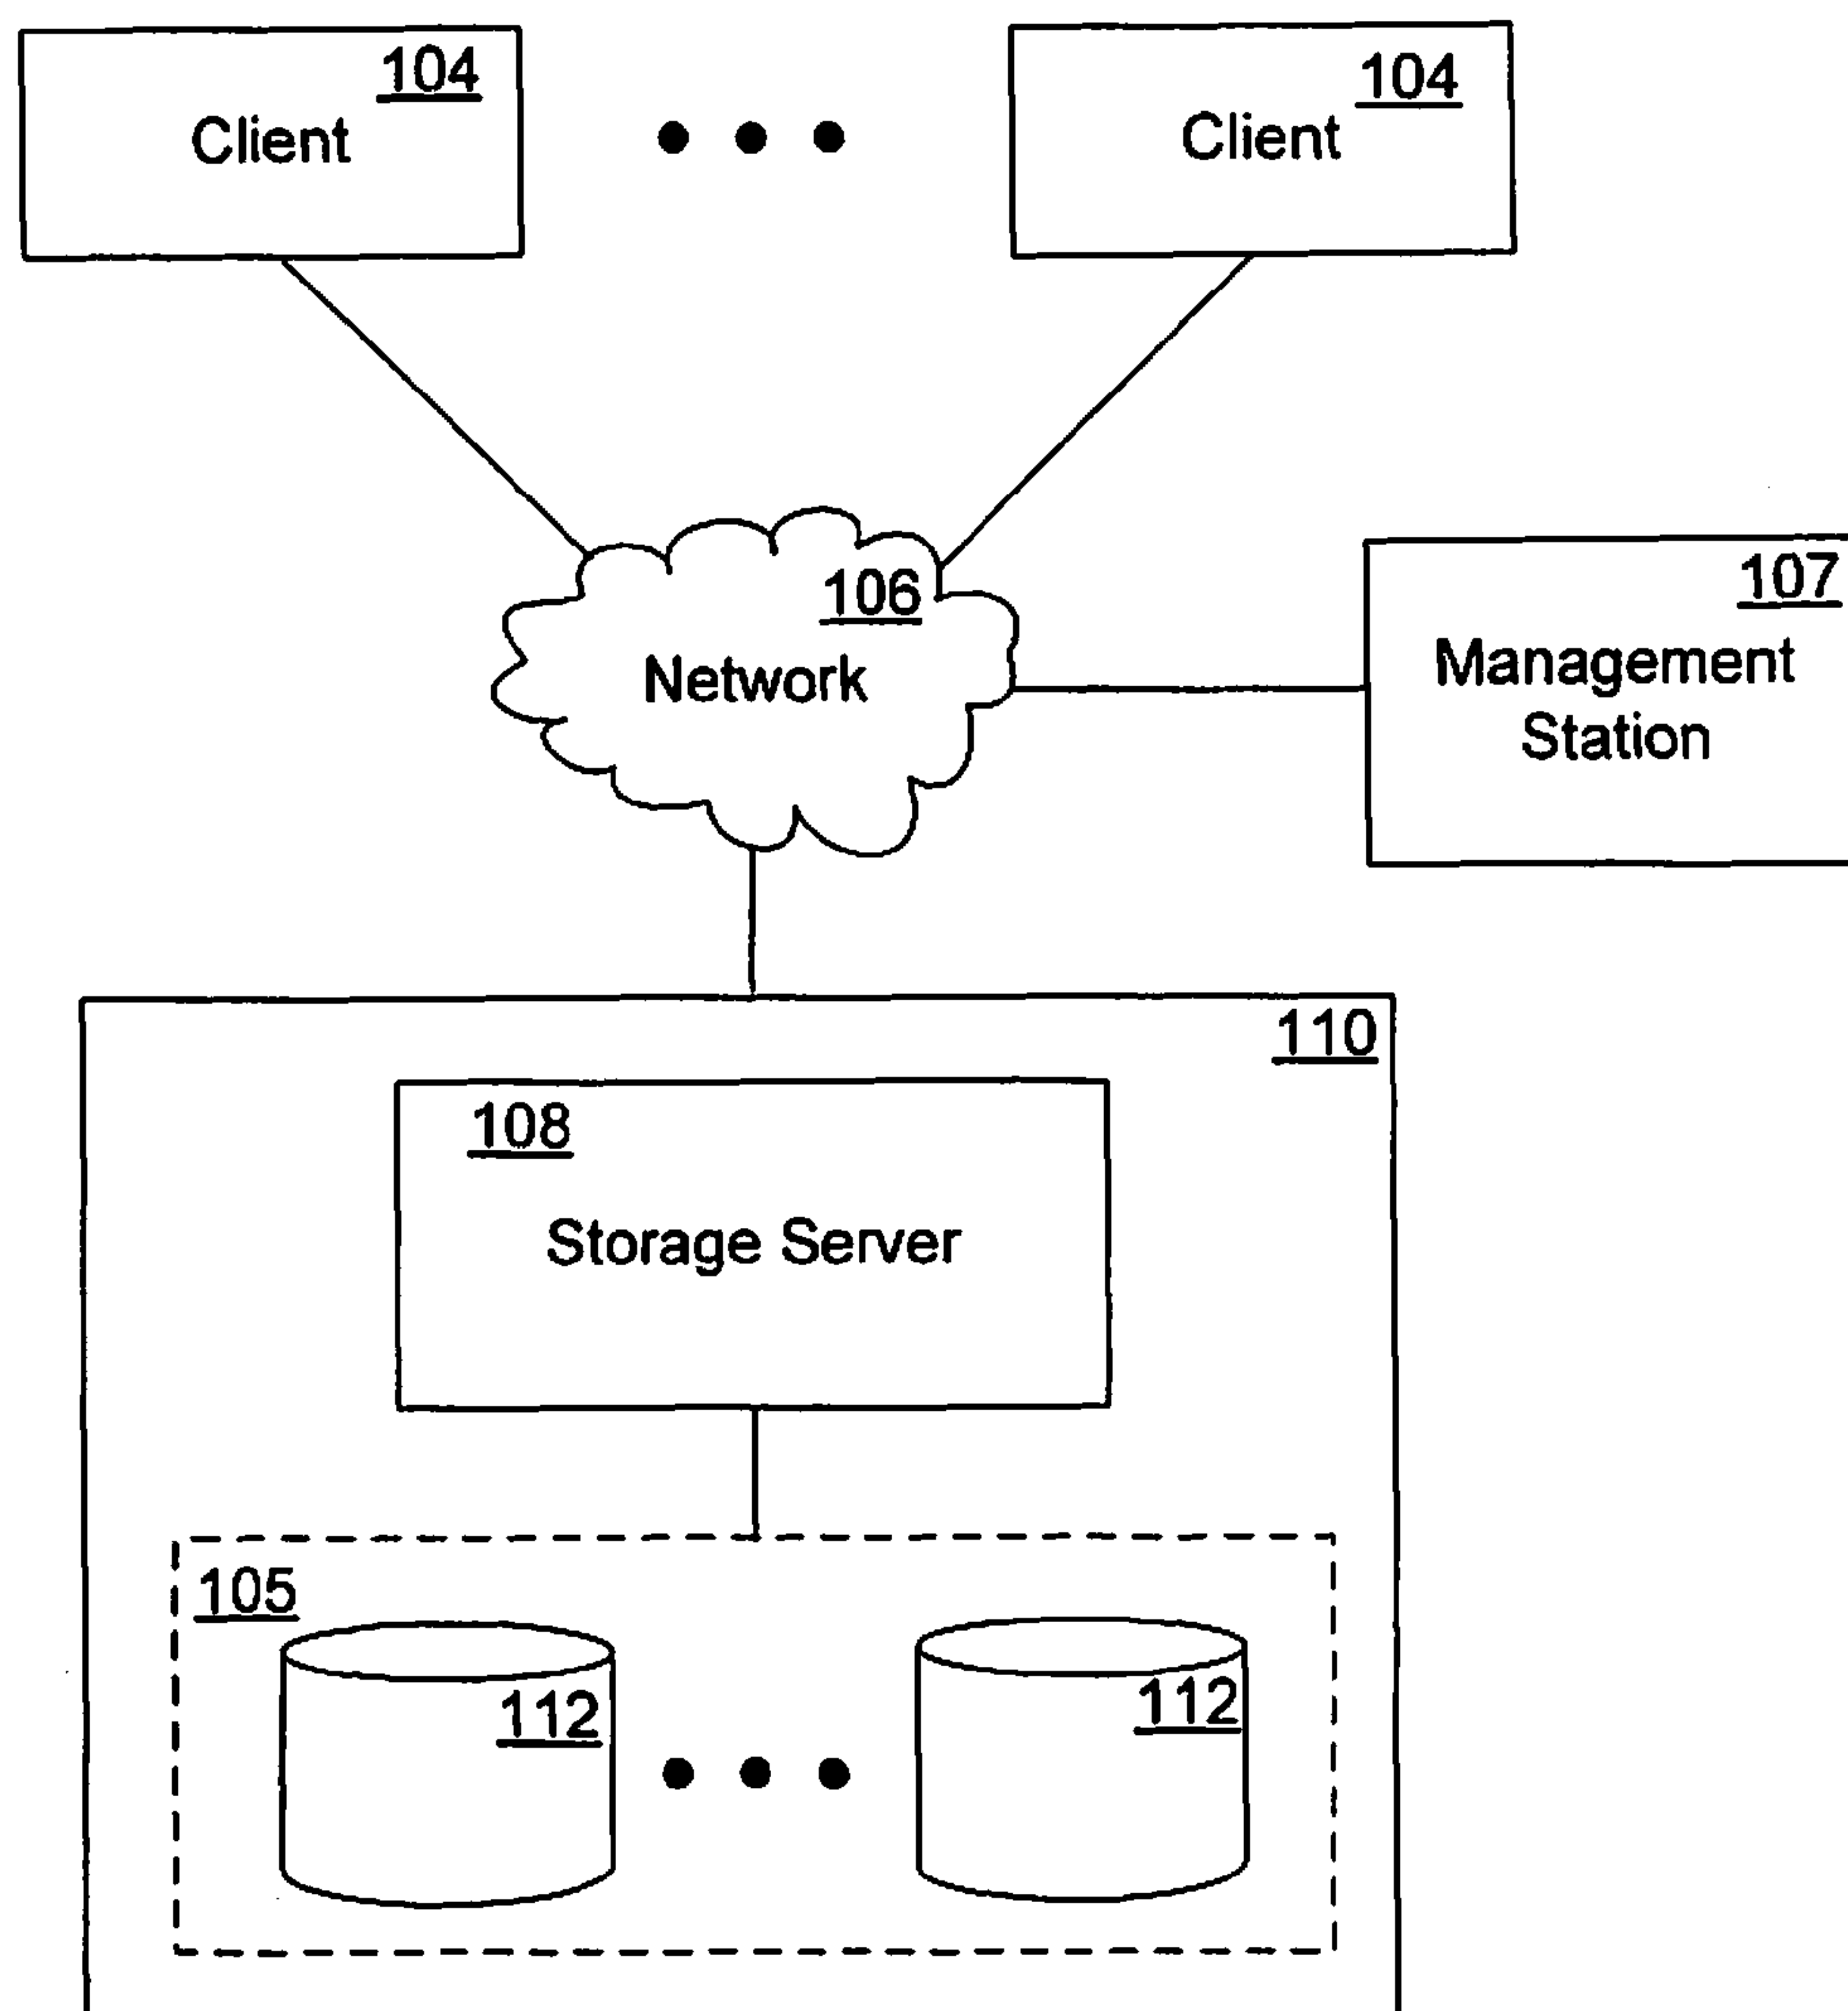 104
Client
104
Client
106
Network
107
Management
Station
110
108
Storage Server
105
112
112